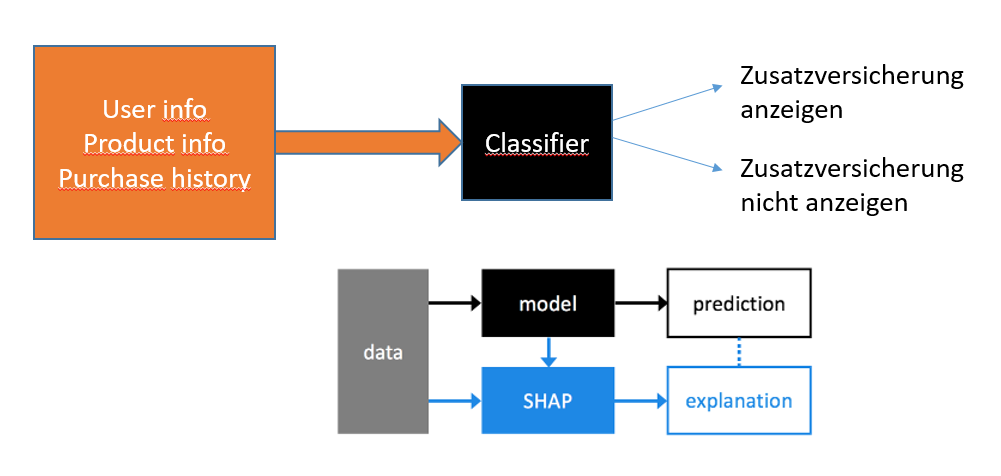 User info
Product info
Purchase history
Classifier
Zusatzversicherung
anzeigen
Zusatzversicherung
nicht anzeigen
data
model
prediction
SHAP
explanation